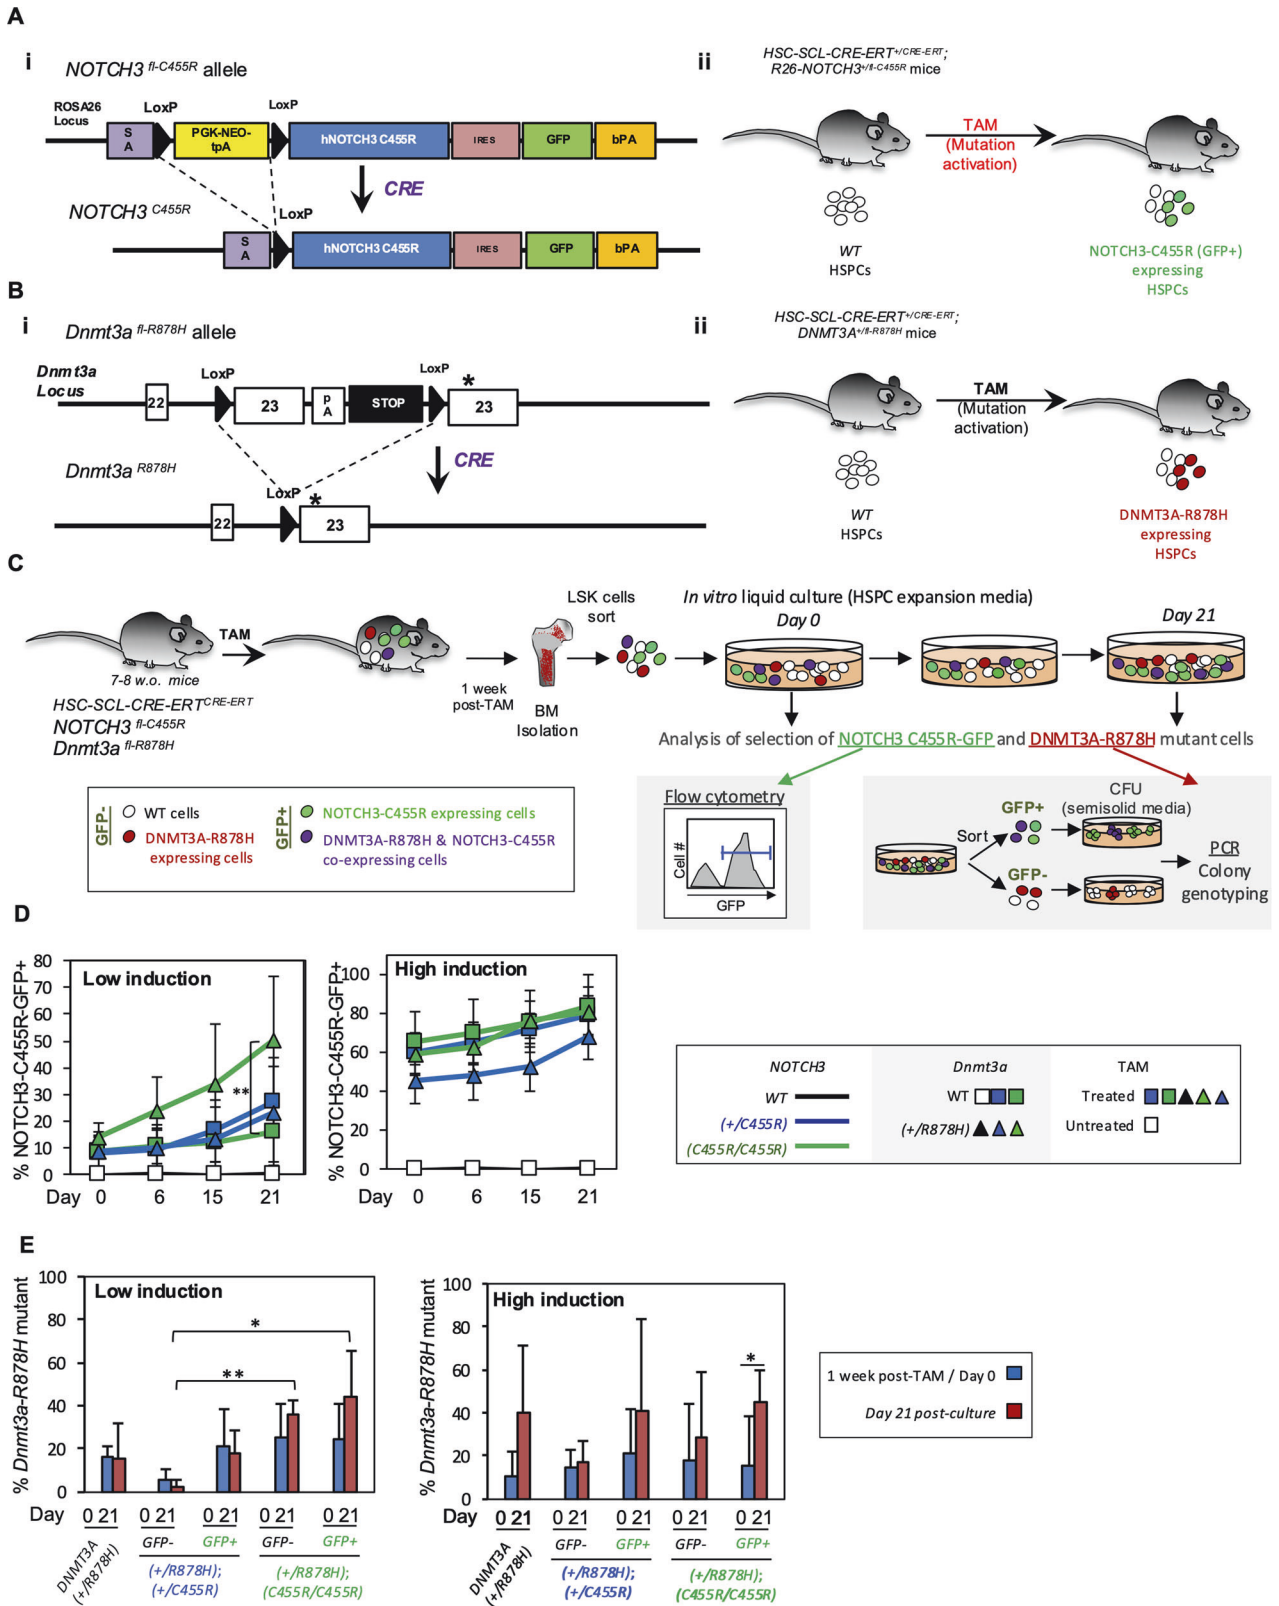 A
i
NOTCH3 fl-C455R allele
ROSA26
Locus
LoxP
LoxP
S
A
PGK-NEO-
tpA
hNOTCH3 C455R
IRES
GFP
bPA
CRE
NOTCH3 C455R
LoxP
S
A
hNOTCH3 C455R
IRES
GFP
bPA
ii
HSC-SCL-CRE-ERT+/CRE-ERT;
R26-NOTCH3+/fl-C455R mice
TAM
(Mutation
activation)
WT
HSPCs
NOTCH3-C455R (GFP+)
expressing
HSPCs
B
i
Dnmt3a fl-R878H allele
Dnmt3a
Locus
LoxP
LoxP
*
22
23
p
A
STOP
23
CRE
Dnmt3a R878H
LoxP
*
22
23
ii
HSC-SCL-CRE-ERT+/CRE-ERT;
DNMT3A+/fl-R878H mice
TAM
(Mutation
activation)
WT
HSPCs
DNMT3A-R878H
expressing
HSPCs
C
TAM
7-8 w.o. mice
HSC-SCL-CRE-ERTCRE-ERT
NOTCH3 fl-C455R
Dnmt3a fl-R878H
1 week
post-TAM
BM
Isolation
LSK cells
sort
In vitro liquid culture (HSPC expansion media)
Day 0
Day 21
Analysis of selection of NOTCH3 C455R-GFP and DNMT3A-R878H mutant cells
GFP-
WT cells
DNMT3A-R878H
expressing cells
GFP+
NOTCH3-C455R expressing cells
DNMT3A-R878H & NOTCH3-C455R
co-expressing cells
Flow cytometry
Cell #
GFP
Sort
GFP+
GFP-
CFU
(semisolid media)
PCR
Colony
genotyping
D
Low induction
% NOTCH3-C455R-GFP+
80
70
60
50
40
30
20
10
0
**
Day 0 6 15 21
High induction
% NOTCH3-C455R-GFP+
100
80
60
40
20
0
Day 0 6 15 21
NOTCH3
WT
(+/C455R)
(C455R/C455R)
Dnmt3a
WT
(+/R878H)
TAM
Treated
Untreated
E
Low induction
% Dnmt3a-R878H mutant
100
80
60
40
20
0
*
**
Day 0 21 0 21 0 21 0 21 0 21
DNMT3A
(+/R878H)
GFP- GFP+ GFP- GFP+
(+/R878H);
(+/C455R)
(+/R878H);
(C455R/C455R)
High induction
% Dnmt3a-R878H mutant
100
80
60
40
20
0
*
Day 0 21 0 21 0 21 0 21 0 21
DNMT3A
(+/R878H)
GFP- GFP+ GFP- GFP+
(+/R878H);
(+/C455R)
(+/R878H);
(C455R/C455R)
1 week post-TAM / Day 0
Day 21 post-culture